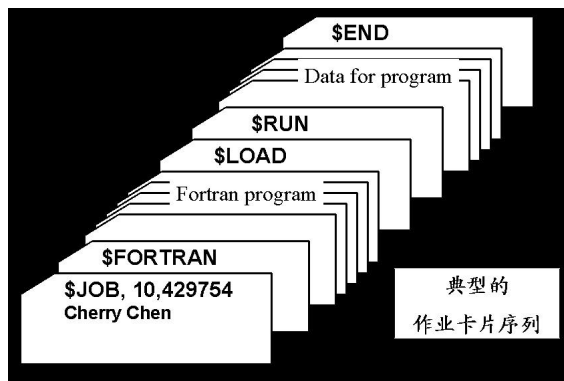 $END
Data for program
$RUN
$LOAD
Fortran program
$FORTRAN
$JOB, 10,429754
Cherry Chen
典型的
作业卡片序列